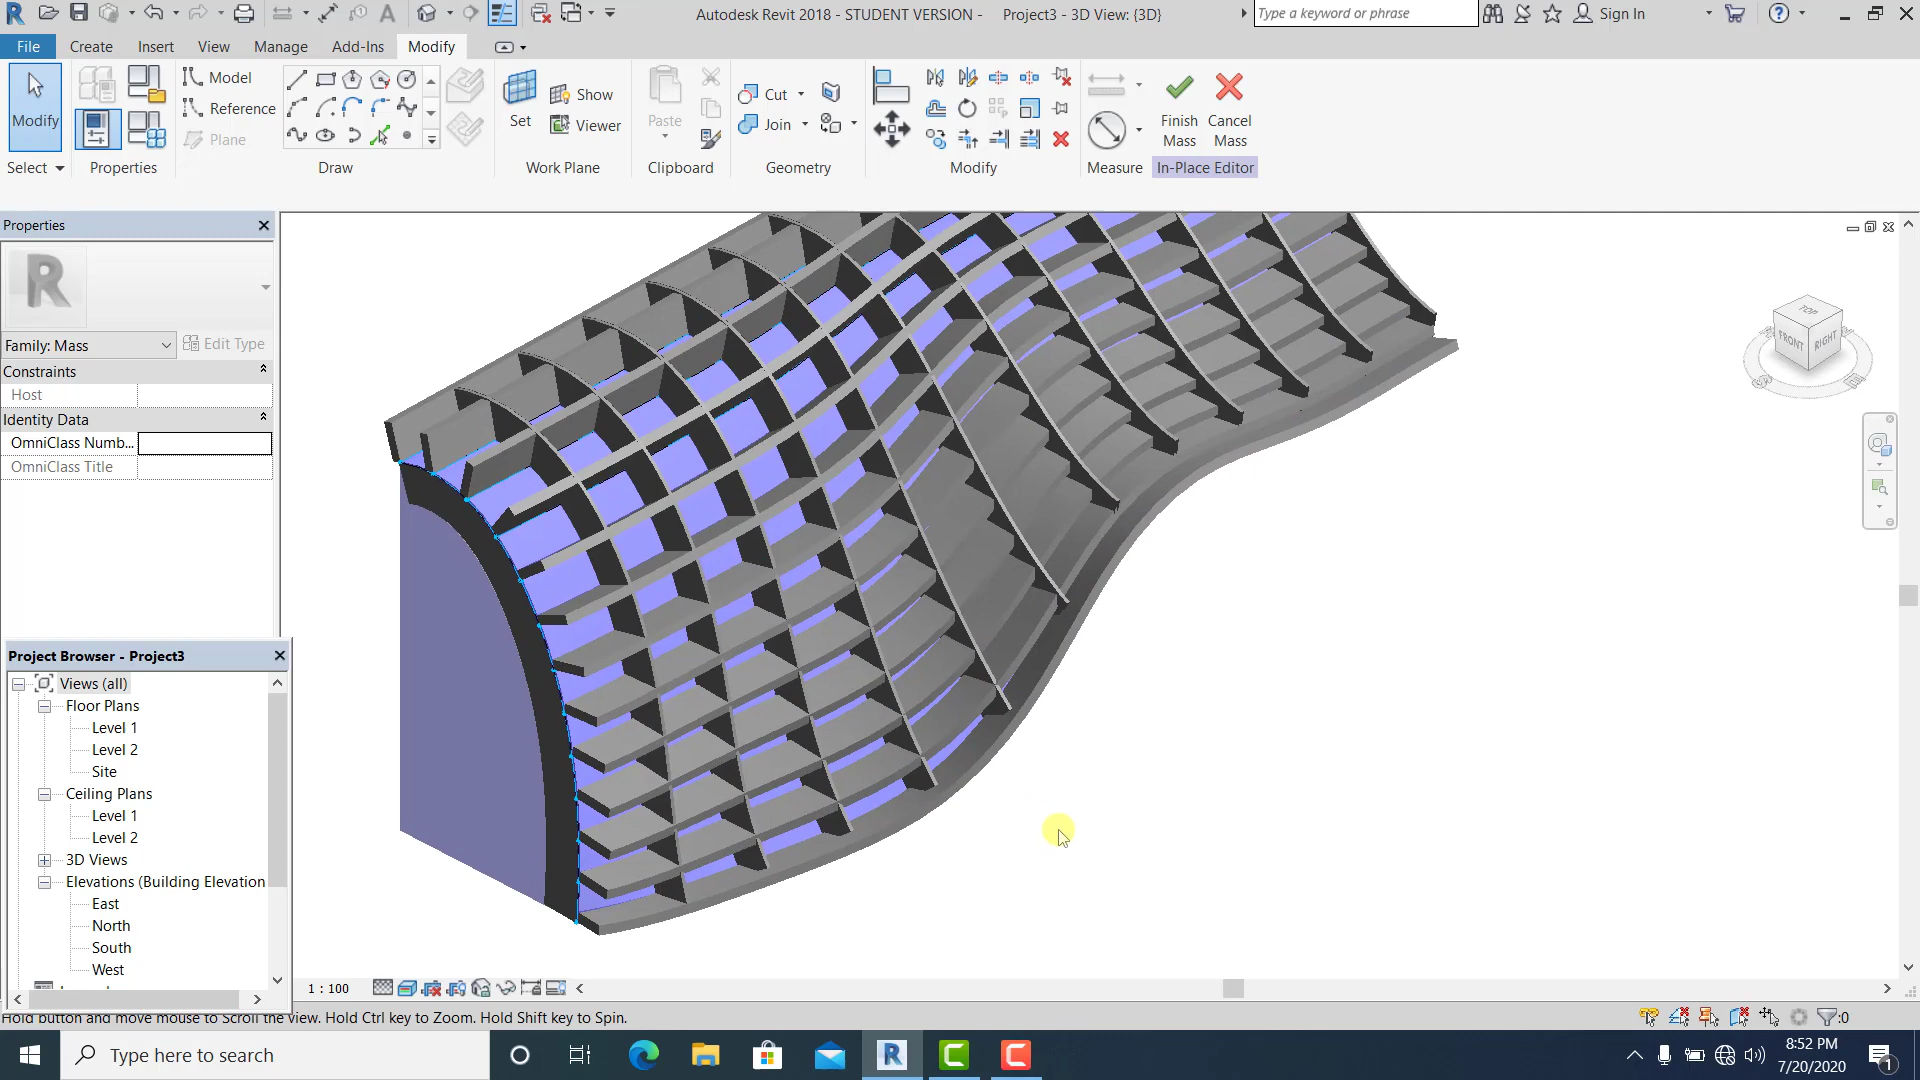 Autodesk Revit 2018 - STUDENT VERSION - Project3 - 3D View: {3D}
Type a keyword or phrase
Sign In
File Create Insert View Manage Add-Ins Modify
Modify
Select
Properties
Model
Reference
Plane
Draw
Set
Show
Viewer
Work Plane
Paste
Clipboard
Cut
Join
Geometry
Modify
Measure
Finish Mass
Cancel Mass
In-Place Editor
Properties
R
Family: Mass
Edit Type
Constraints
Host
Identity Data
OmniClass Numb...
OmniClass Title
Project Browser - Project3
Views (all)
Floor Plans
Level 1
Level 2
Site
Ceiling Plans
Level 1
Level 2
3D Views
Elevations (Building Elevation
East
North
South
West
TOP
FRONT
RIGHT
1 : 100
Hold button and move mouse to Scroll the view. Hold Ctrl key to Zoom. Hold Shift key to Spin.
:0
Type here to search
8:52 PM
7/20/2020
1